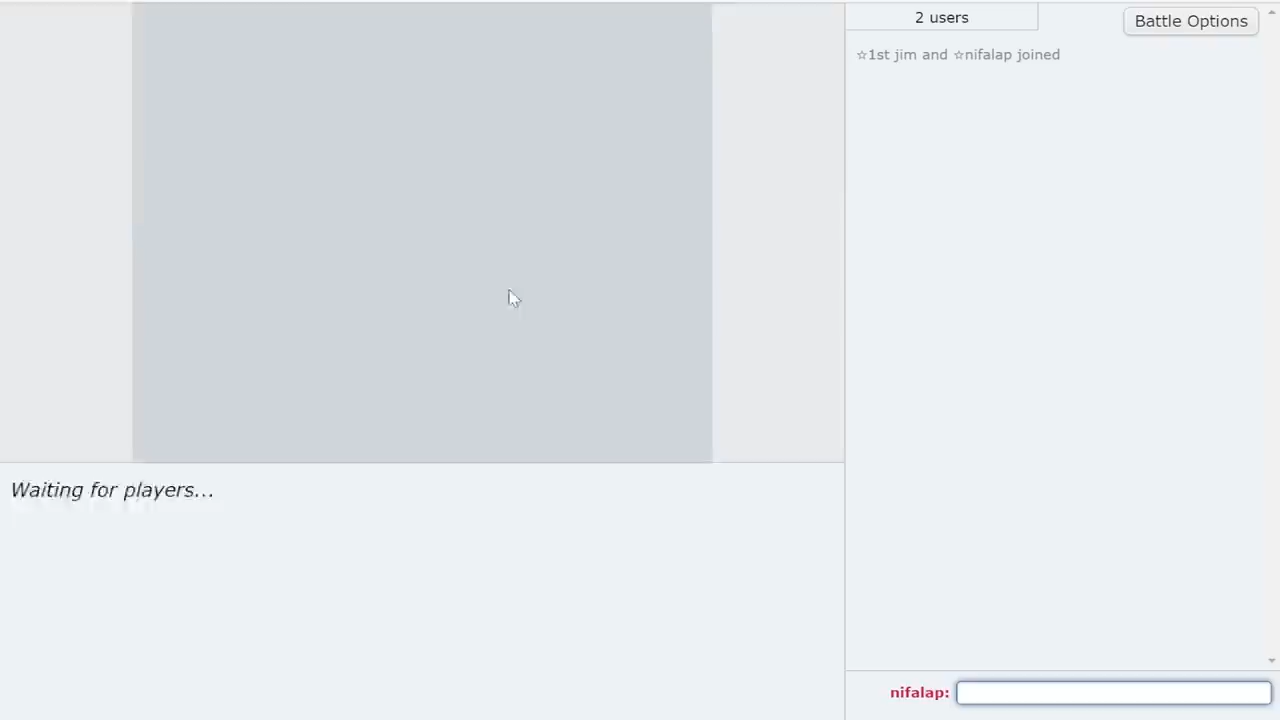 2 users
Battle Options
☆1st jim and ☆nifalap joined
Waiting for players...
nifalap: